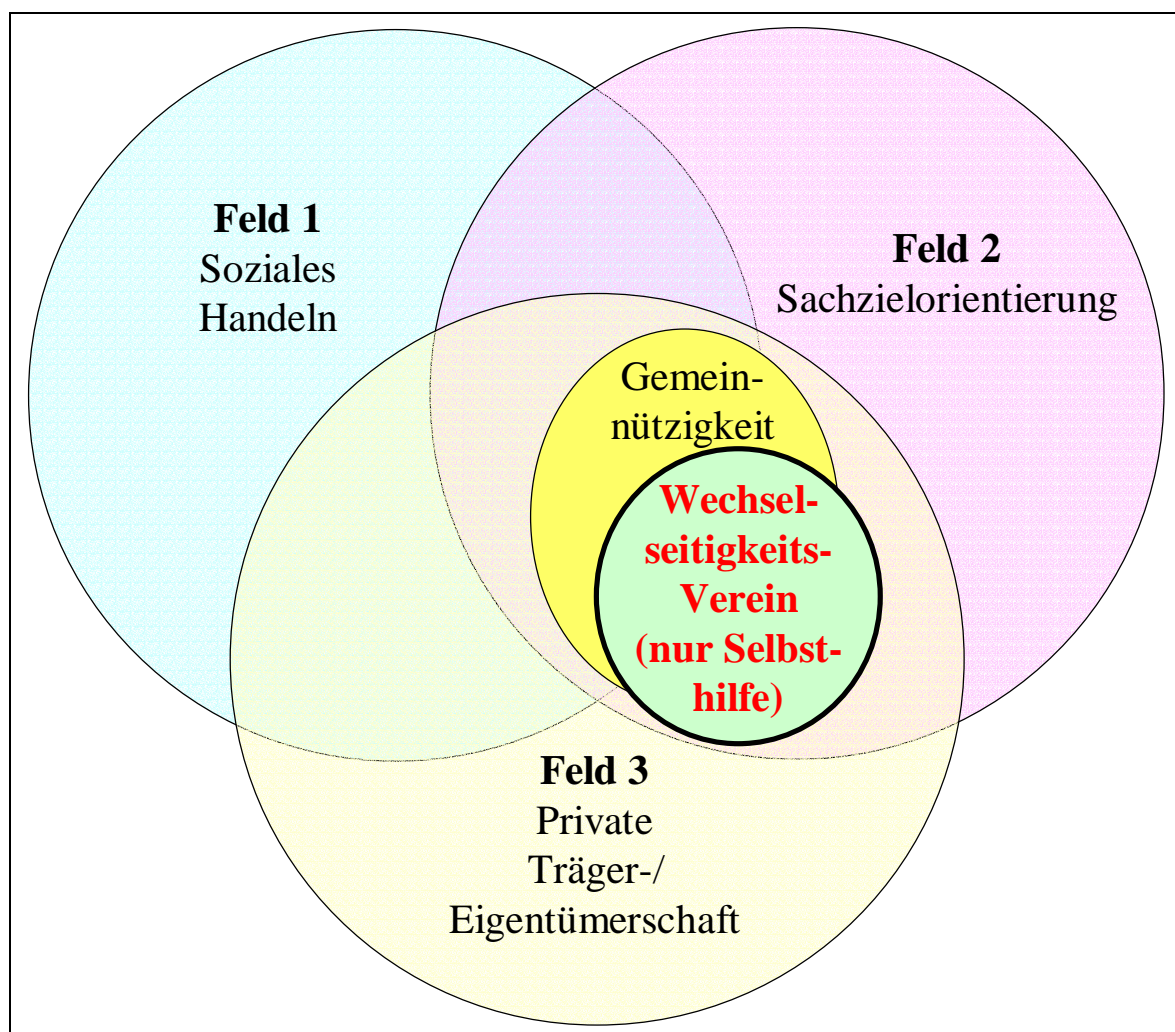 Feld 1
Soziales
Handeln
Feld 2
Sachzielorientierung
Gemein-
nützigkeit
Wechsel-
seitigkeits-
Verein
(nur Selbst-
hilfe)
Feld 3
Private
Träger-/
Eigentümerschaft